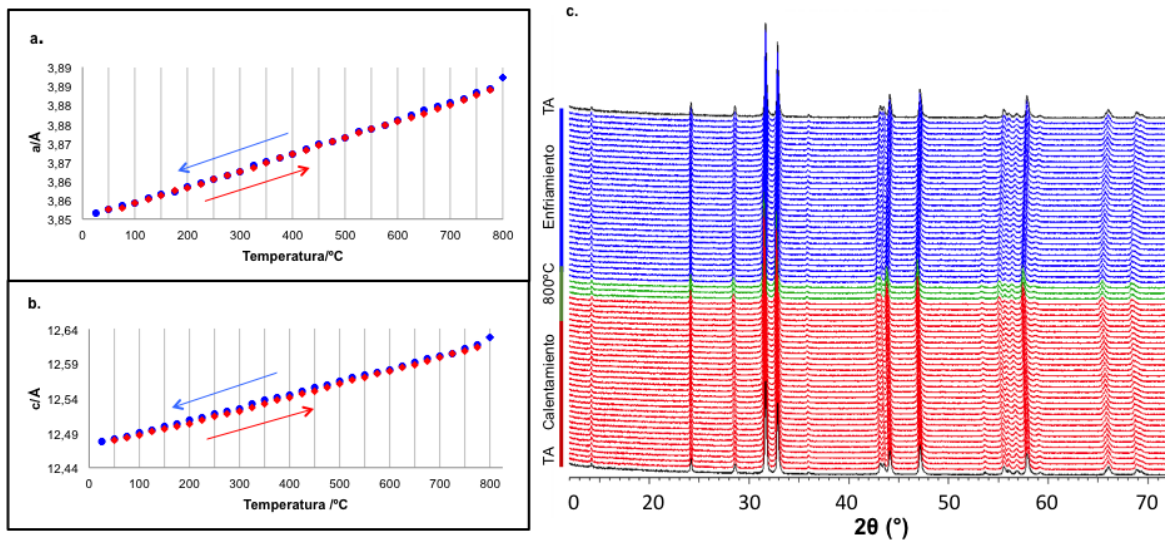 a.
a/Å
3,89
3,89
3,88
3,88
3,87
3,87
3,86
3,86
3,85
0 100 200 300 400 500 600 700 800
Temperatura/ºC
b.
c/Å
12,64
12,59
12,54
12,49
12,44
0 100 200 300 400 500 600 700 800
Temperatura /ºC
c.
TA
Enfriamiento
800ºC
Calentamiento
TA
20 30 40 50 60 70
2θ (°)